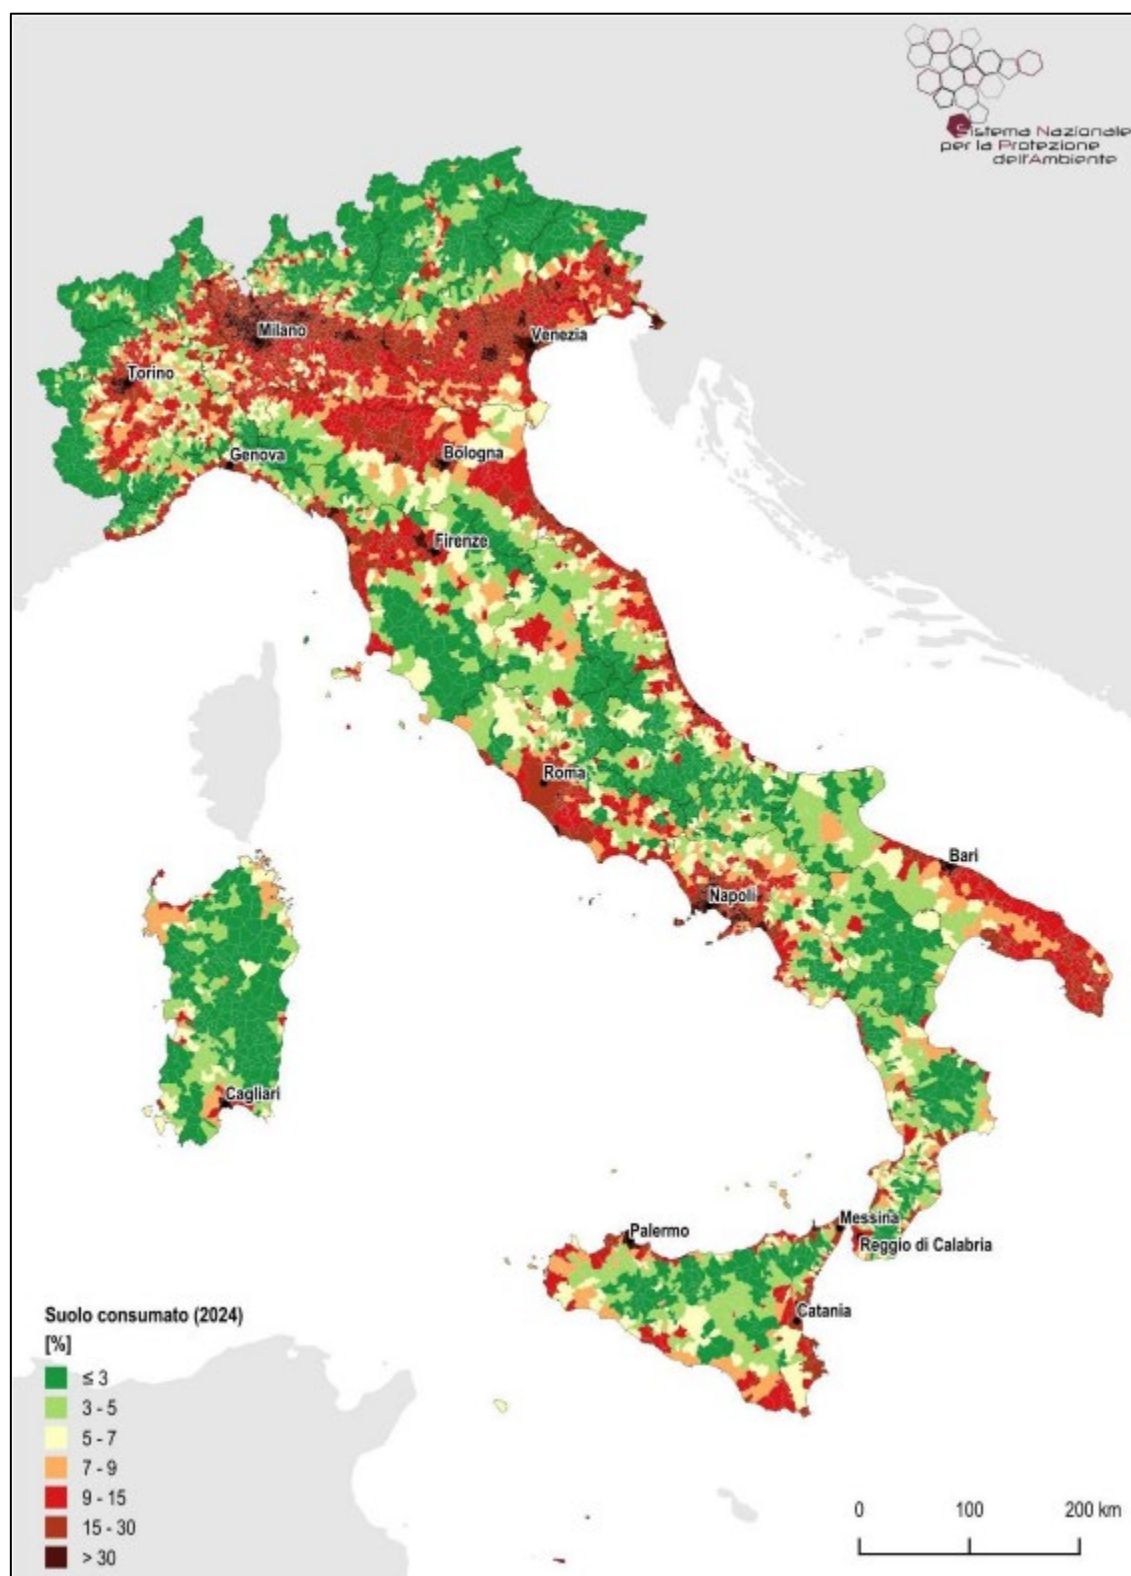 Sistema Nazionale
per la Protezione
dell'Ambiente
Milano
Venezia
Torino
Genova
Bologna
Firenze
Roma
Bari
Napoli
Cagliari
Palermo
Messina
Reggio di Calabria
Catania
Suolo consumato (2024)
[%]
≤ 3
3 - 5
5 - 7
7 - 9
9 - 15
15 - 30
> 30
0 100 200 km